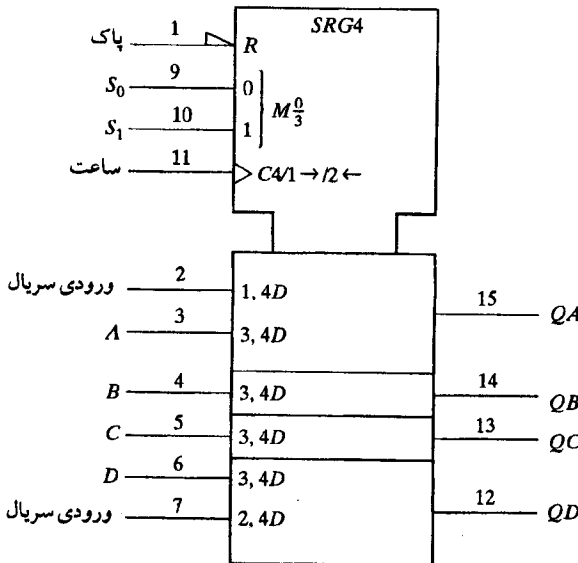 SRG4
پاک 1 R
S0 9 0
M0/3
S1 10 1
ساعت 11 C4/1 → /2 ←
ورودی سریال 2 1, 4D
15 QA
A 3 3, 4D
B 4 3, 4D 14 QB
C 5 3, 4D 13 QC
D 6 3, 4D
ورودی سریال 7 2, 4D 12 QD